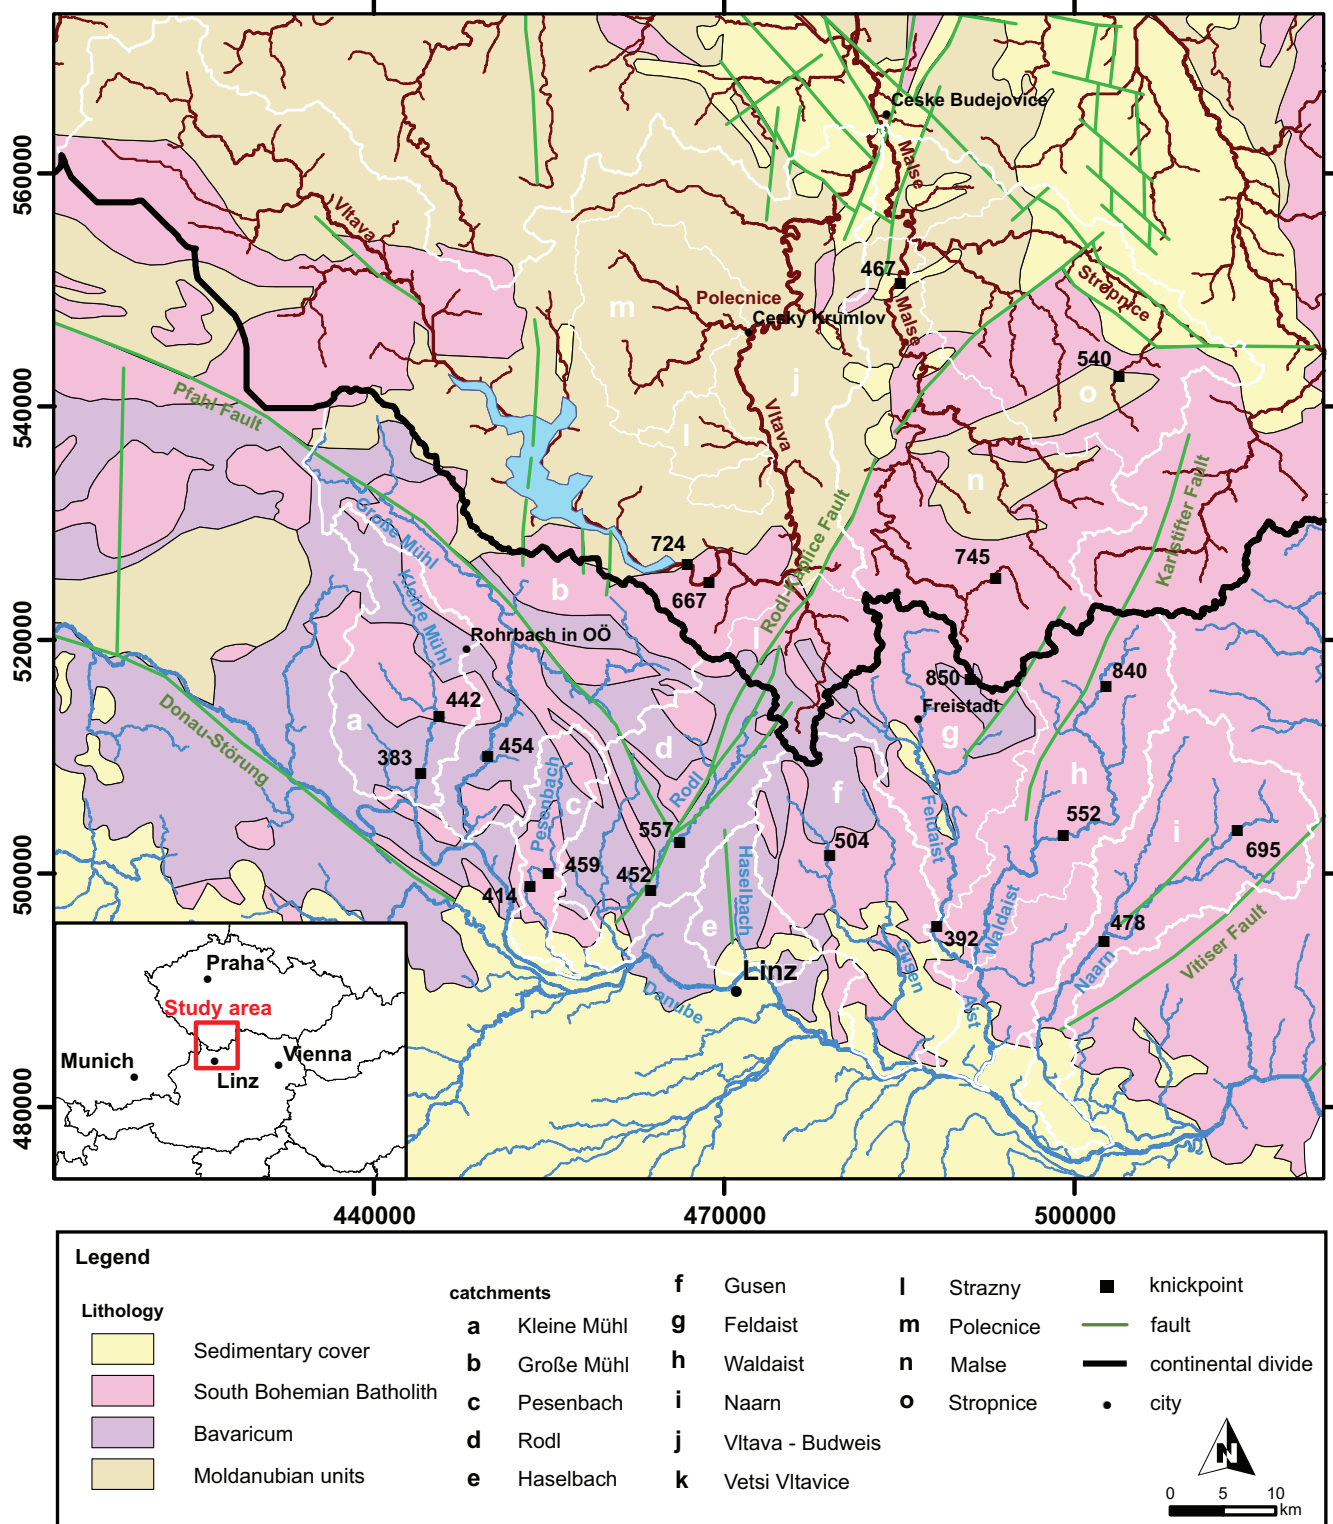 560000
540000
520000
500000
480000
440000
470000
500000
Ceske Budejovice
Malse
Vltava
467
Polecnice
Cesky Krumlov
Malse
Stropnice
m
j
540
o
Pfahl Fault
Vltava
l
n
Karlstifter Fault
Große Mühl
Rodl-Kaplice Fault
724
745
Kleine Mühl
b
667
l
Rohrbach in OÖ
850
840
442
Freistadt
a
Donau-Störung
454
d
g
383
Pesenbach
Rodl
h
c
f
Feldaist
557
552
i
504
695
459
452
Haselbach
414
e
392
Waldaist
478
Naarn
Vitiser Fault
Gusen
Linz
Danube
Aist
Praha
Study area
Munich
Vienna
Linz
Legend
Lithology
Sedimentary cover
South Bohemian Batholith
Bavaricum
Moldanubian units
catchments
a Kleine Mühl
b Große Mühl
c Pesenbach
d Rodl
e Haselbach
f Gusen
g Feldaist
h Waldaist
i Naarn
j Vltava - Budweis
k Vetsi Vltavice
l Strazny
m Polecnice
n Malse
o Stropnice
knickpoint
fault
continental divide
city
N
0 5 10
km